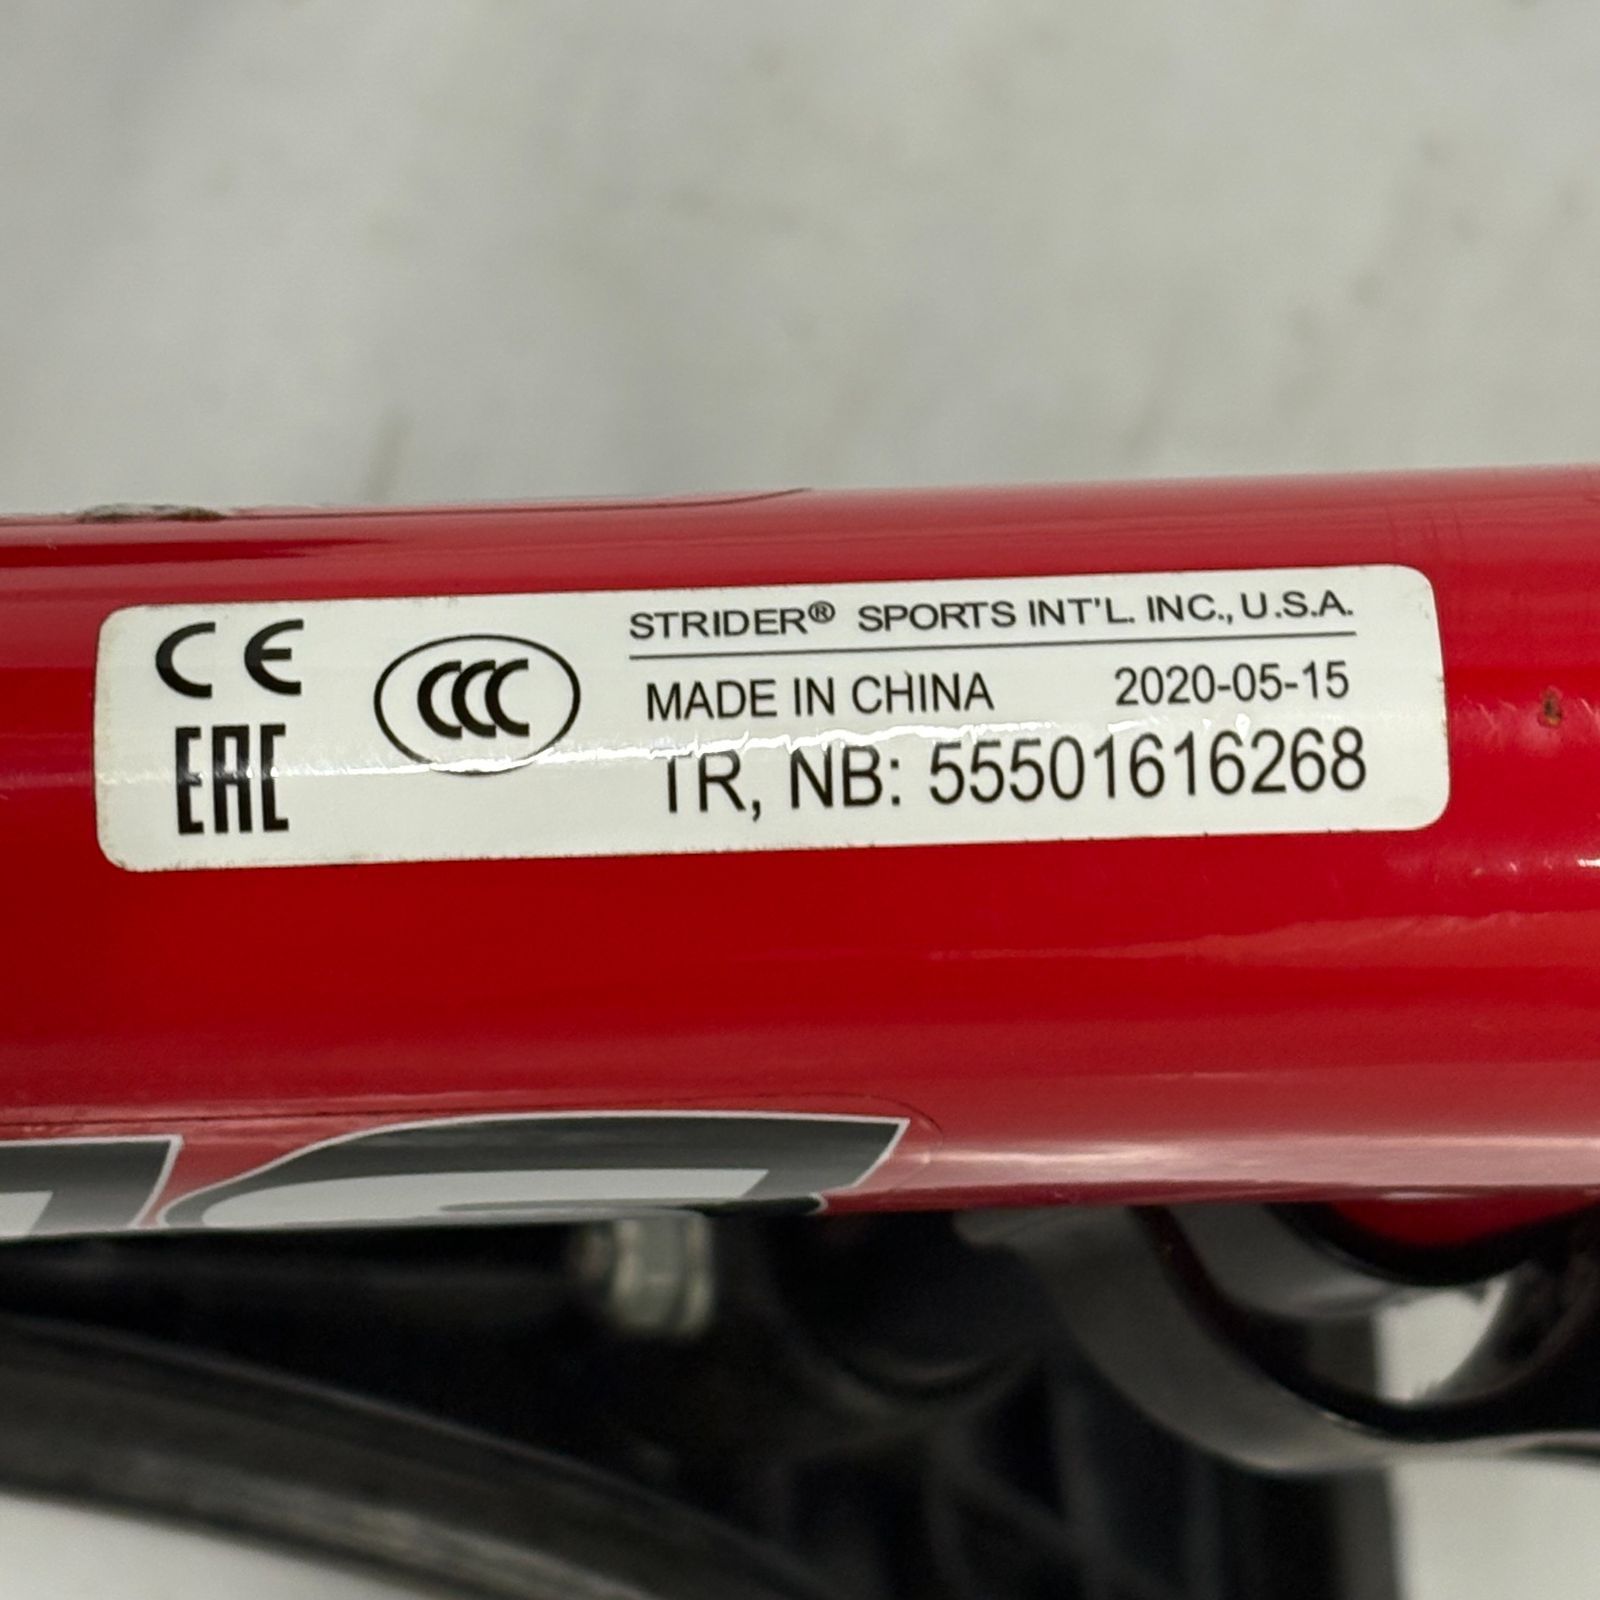 CE
EAC
CCC
STRIDER® SPORTS INT'L. INC., U.S.A.
MADE IN CHINA 2020-05-15
TR, NB: 55501616268